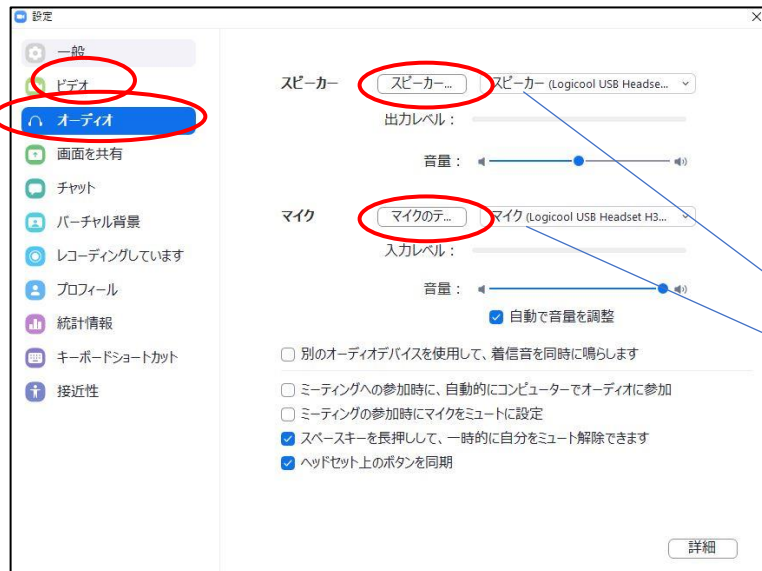 設定
一般
ビデオ
オーディオ
画面を共有
チャット
バーチャル背景
レコーディングしています
プロフィール
統計情報
キーボードショートカット
接近性
スピーカー スピーカー... スピーカー (Logicool USB Headse...
出力レベル：
音量：
マイク マイクのテ... マイク (Logicool USB Headset H3...
入力レベル：
音量：
自動で音量を調整
別のオーディオデバイスを使用して、着信音を同時に鳴らします
ミーティングへの参加時に、自動的にコンピューターでオーディオに参加
ミーティングの参加時にマイクをミュートに設定
スペースキーを長押しして、一時的に自分をミュート解除できます
ヘッドセット上のボタンを同期
詳細